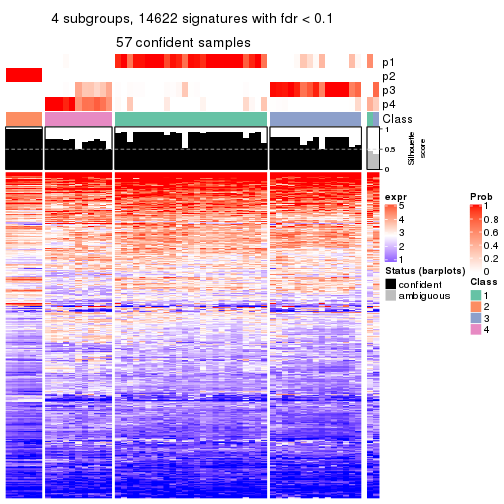 4 subgroups, 14622 signatures with fdr < 0.1
57 confident samples
p1
p2
p3
p4
Class
1
0.5
0
Silhouette
score
expr
5
4
3
2
1
Status (barplots)
confident
ambiguous
Prob
1
0.8
0.6
0.4
0.2
0
Class
1
2
3
4